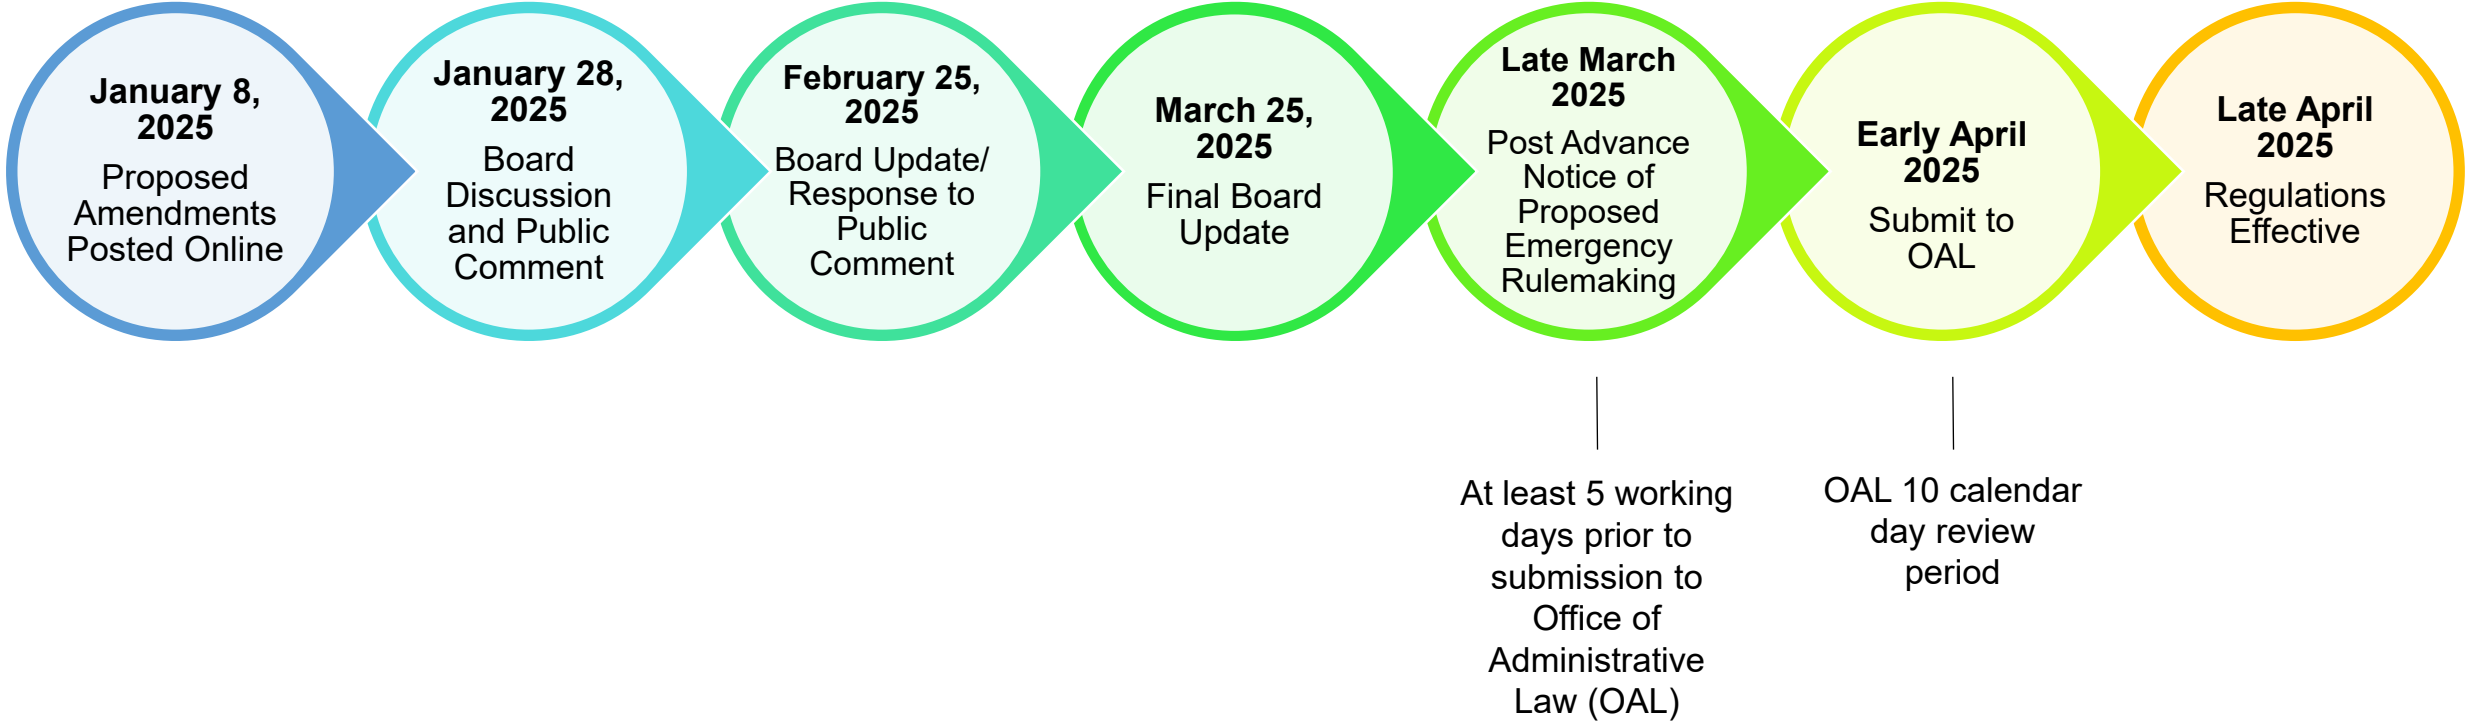 January 8,
2025
Proposed
Amendments
Posted Online
January 28,
2025
Board
Discussion
and Public
Comment
February 25,
2025
Board Update/
Response to
Public
Comment
March 25,
2025
Final Board
Update
Late March
2025
Post Advance
Notice of
Proposed
Emergency
Rulemaking
Early April
2025
Submit to
OAL
Late April
2025
Regulations
Effective
At least 5 working
days prior to
submission to
Office of
Administrative
Law (OAL)
OAL 10 calendar
day review
period